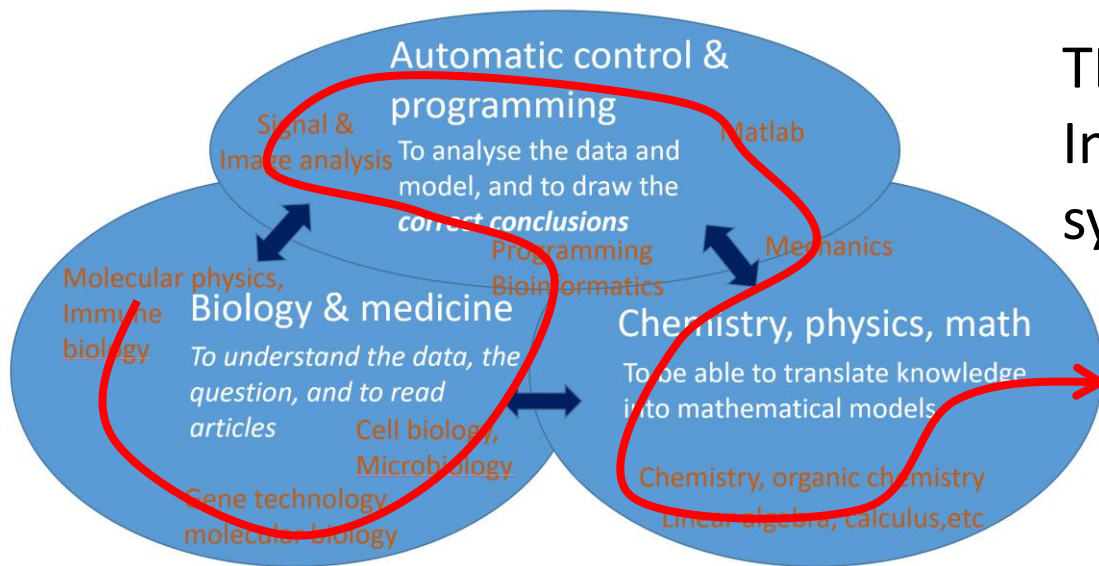 Automatic control &
programming
Signal &
Image analysis
Matlab
To analyse the data and
model, and to draw the
correct conclusions
Programming
Bioinformatics
Mechanics
Molecular physics,
Immune
biology
Biology & medicine
To understand the data, the
question, and to read
articles
Cell biology,
Microbiology
Gene technology
molecular biology
Chemistry, physics, math
To be able to translate knowledge
into mathematical models
Chemistry, organic chemistry
Linear algebra, calculus,etc